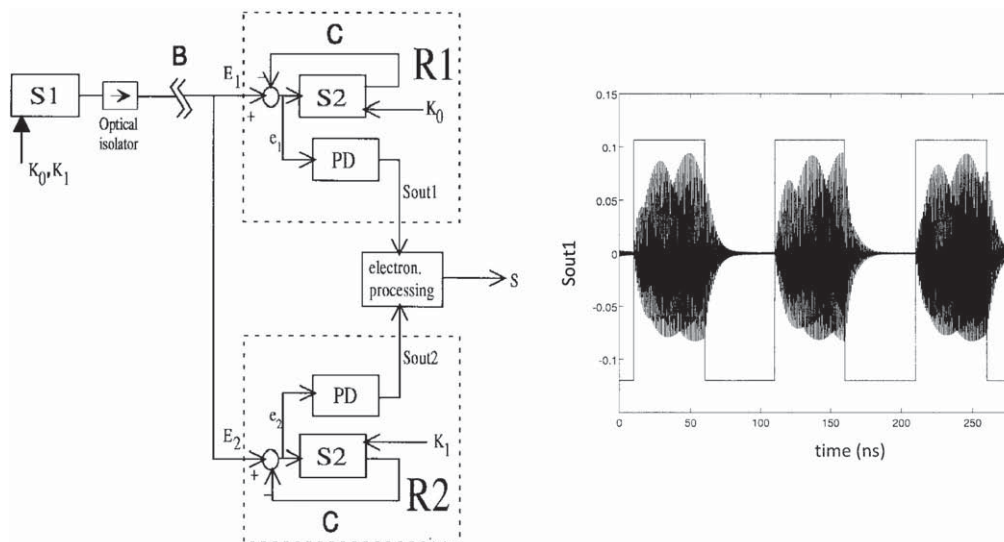 B
S1
Optical
isolator
K0,K1
E1
+
−
C
R1
S2
K0
e1
PD
Sout1
electron.
processing
S
Sout2
PD
e2
E2
+
−
S2
K1
R2
C
Sout1
0.15
0.1
0.05
0
-0.05
-0.1
0 50 100 150 200 250
time (ns)